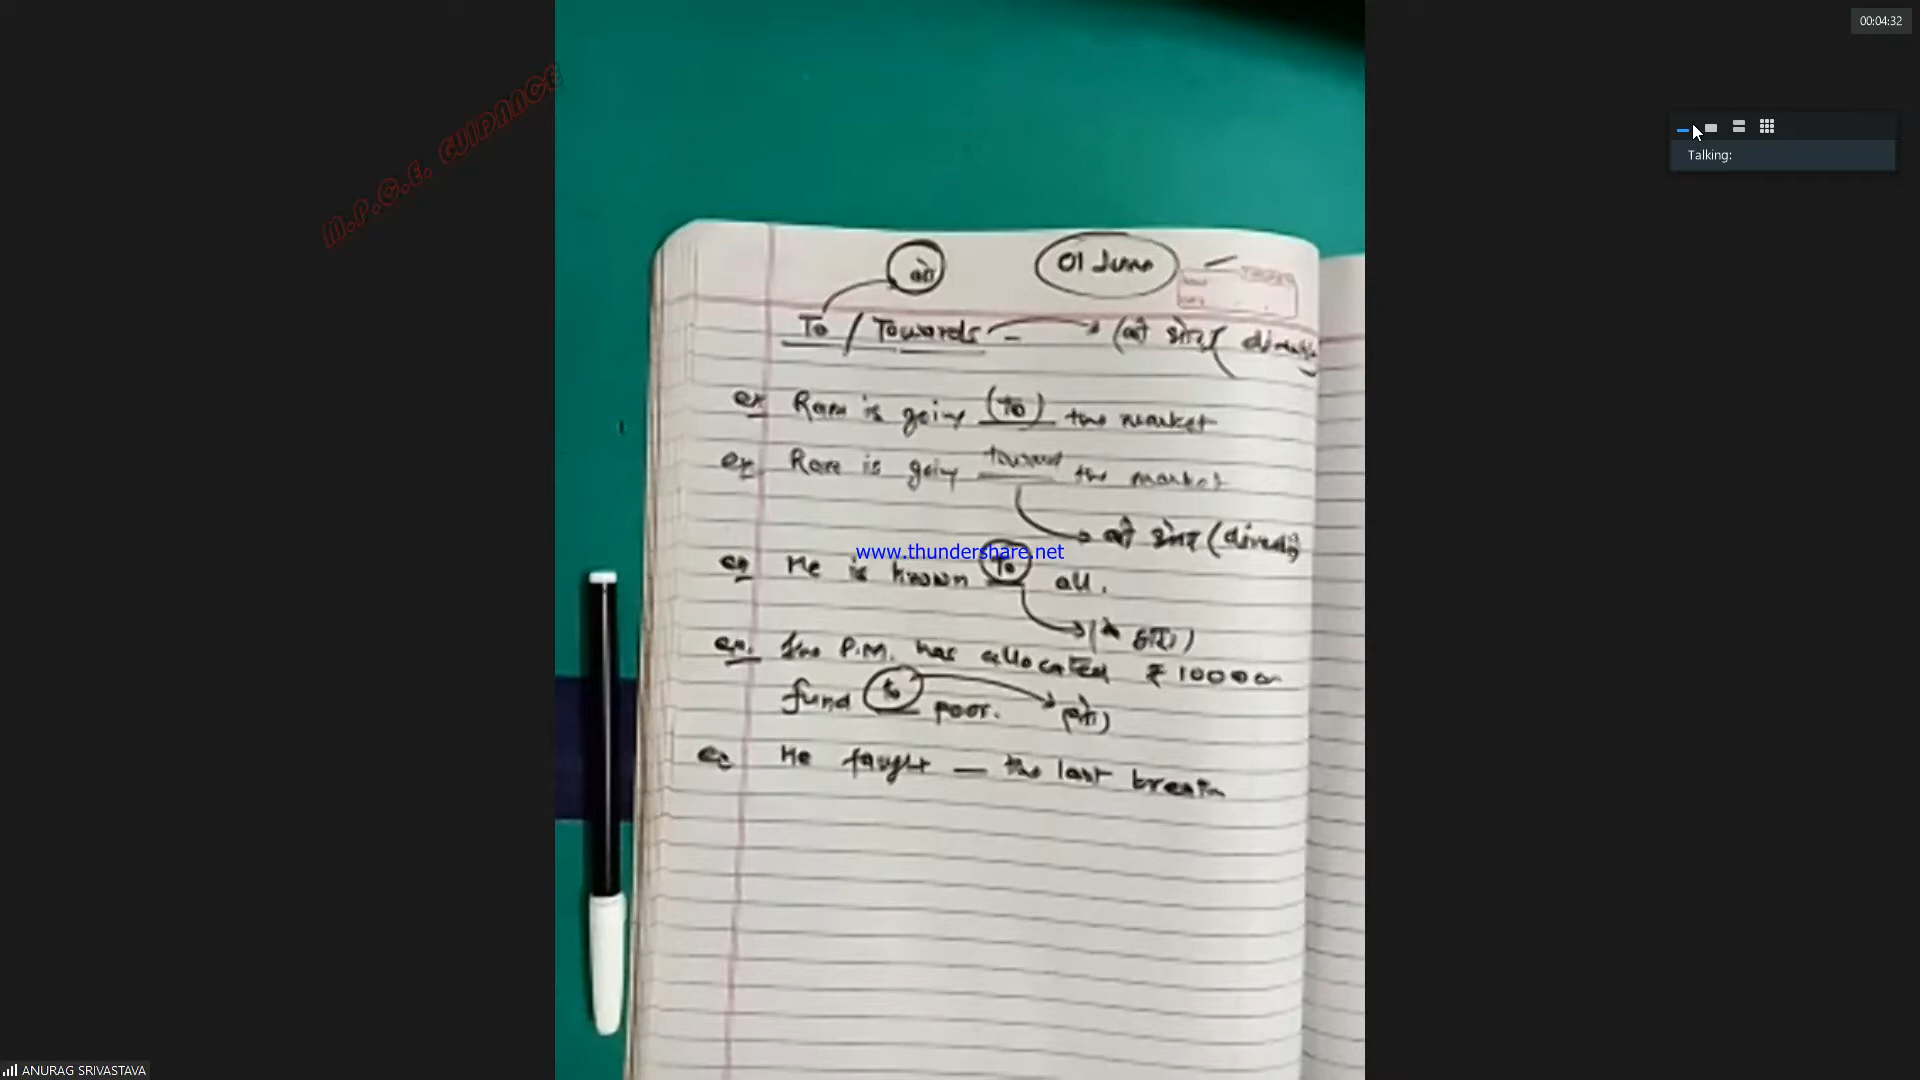 00:04:32
Talking:
M.P.C.E. GUIDANCE
को 01 June
To / Towards - (की ओर) (direction
ex Ram is going (To) the market
ex Ram is going toward the market
की ओर (direct
www.thundershare.net
ex He is known To all.
(के द्वारा)
ex. The P.M. has allocated ₹ 10000
fund to poor. (को)
ex He fought — the last breath
ANURAG SRIVASTAVA